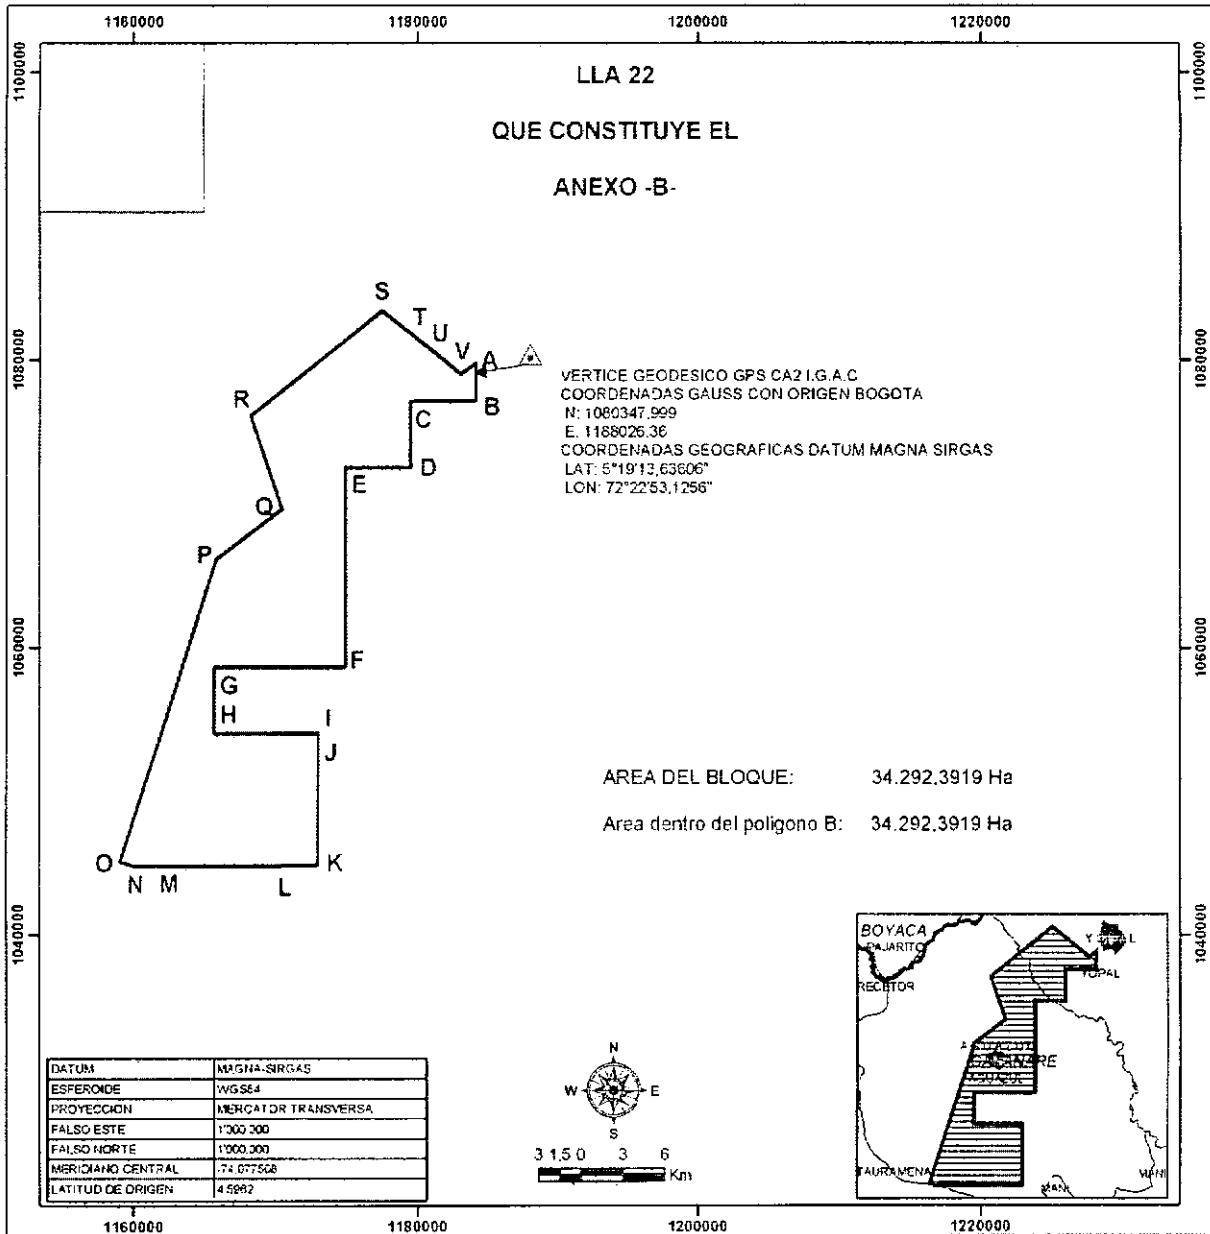 1160000 1180000 1200000 1220000
1100000 1100000
LLA 22
QUE CONSTITUYE EL
ANEXO -B-
S
T
U
V
A
1080000 1080000
VERTICE GEODESICO GPS CA2 I.G.A.C
COORDENADAS GAUSS CON ORIGEN BOGOTA
N: 1080347,999
E: 1188026,36
COORDENADAS GEOGRAFICAS DATUM MAGNA SIRGAS
LAT: 5°19'13,63606"
LON: 72°22'53,1256"
R
B
C
D
E
Q
P
1060000 1060000
F
G
H
I
J
AREA DEL BLOQUE: 34.292,3919 Ha
Area dentro del poligono B: 34.292,3919 Ha
O
N
M
L
K
1040000 1040000
BOYACA
PAJARITO
RECETOR
YOPAL
CASANARE
TAURAMENA
MANI
MANI
DATUM MAGNA-SIRGAS
ESFEROIDE WGS84
PROYECCION MERCATOR TRANSVERSA
FALSO ESTE 1'000,000
FALSO NORTE 1'000,000
MERIDIANO CENTRAL -74,077508
LATITUD DE ORIGEN 4,5962
N
W E
S
3 1,5 0 3 6
Km
1160000 1180000 1200000 1220000